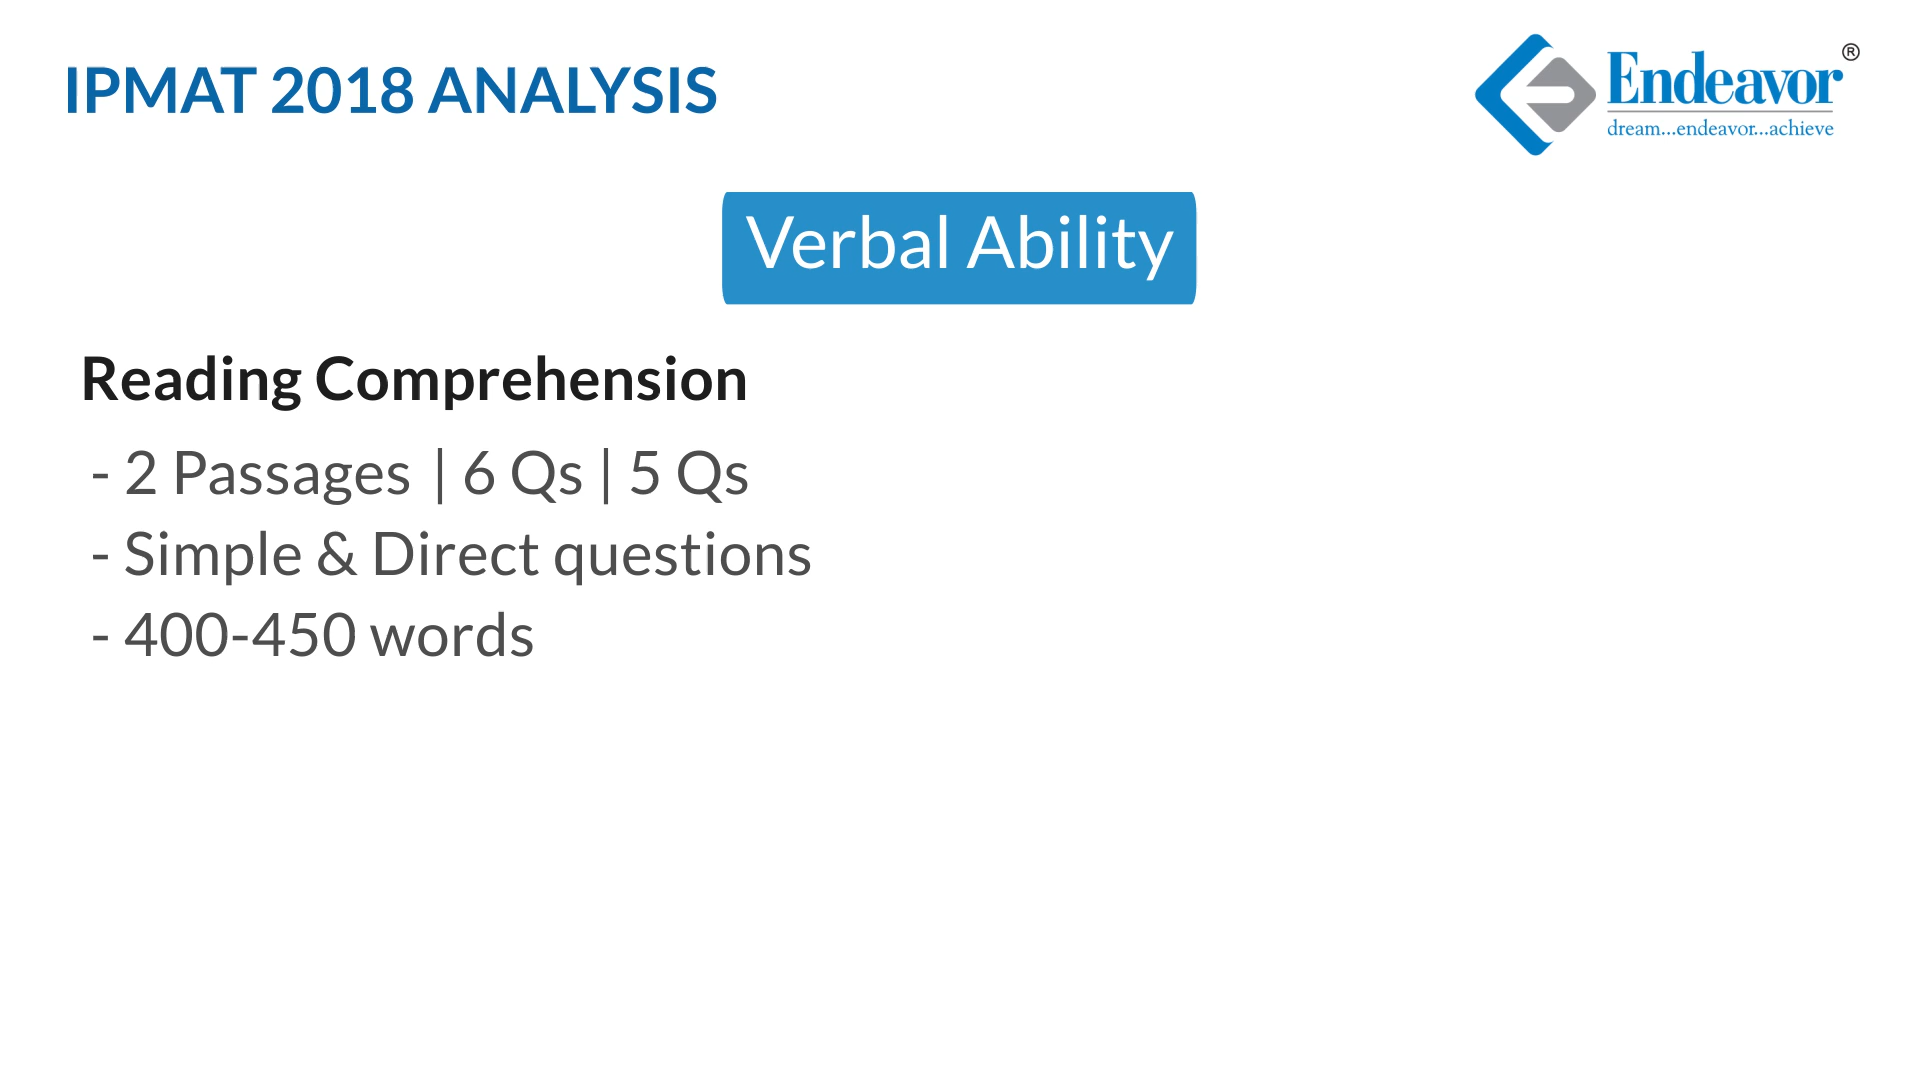 IPMAT 2018 ANALYSIS
Endeavor®
dream...endeavor...achieve
Verbal Ability
Reading Comprehension
- 2 Passages | 6 Qs | 5 Qs
- Simple & Direct questions
- 400-450 words